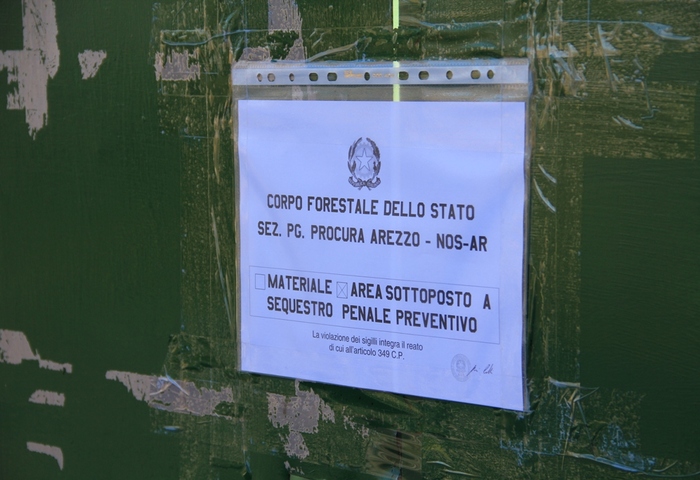 CORPO FORESTALE DELLO STATO
SEZ. PG. PROCURA AREZZO - NOS-AR
MATERIALE ☒ AREA SOTTOPOSTO A
SEQUESTRO PENALE PREVENTIVO
La violazione dei sigilli integra il reato
di cui all'articolo 349 C.P.